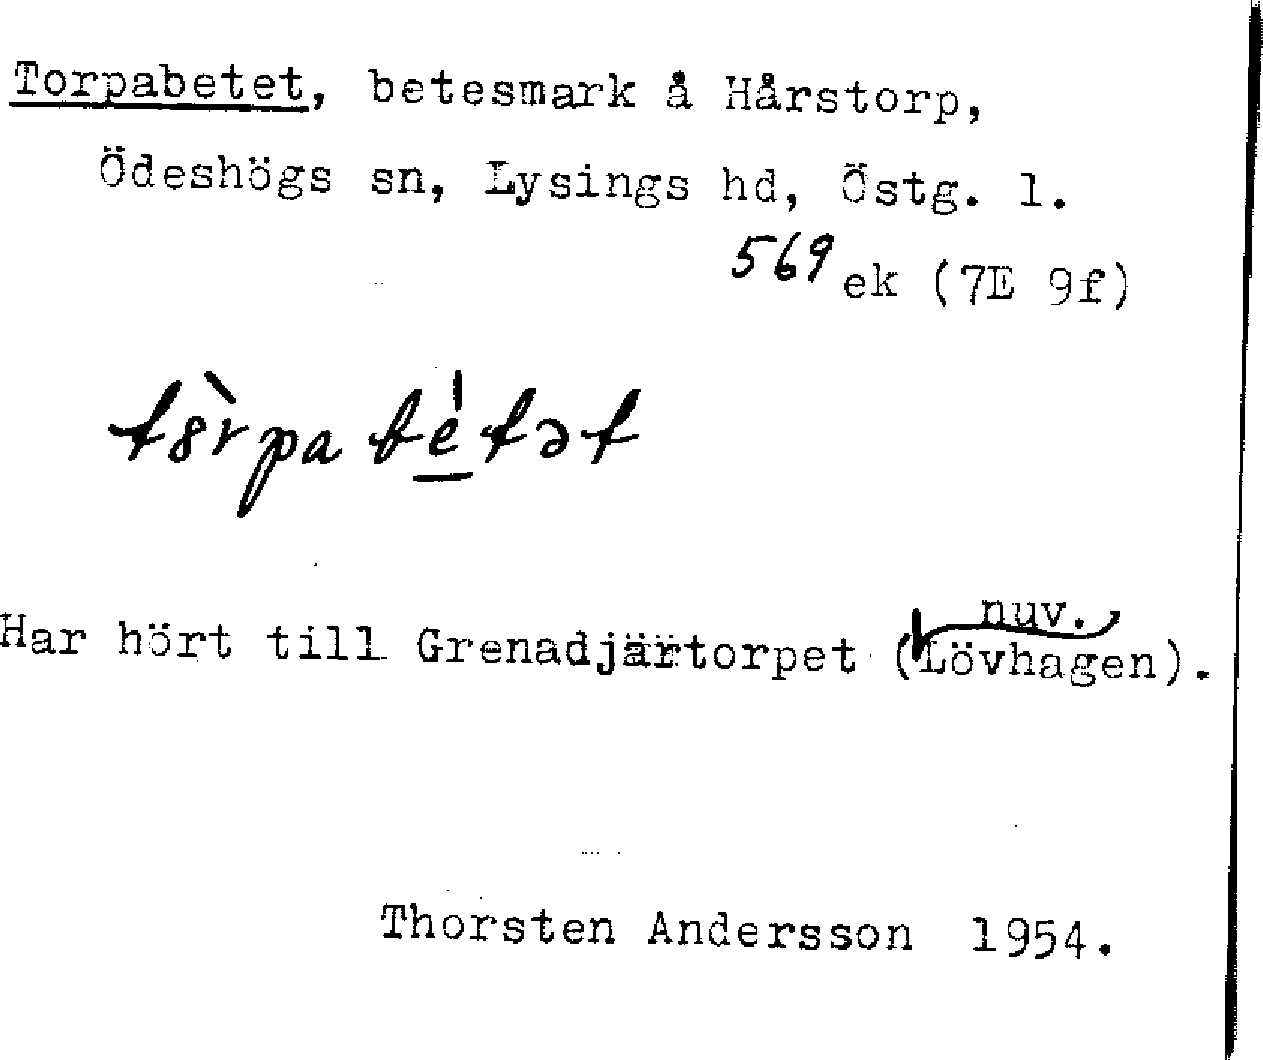 Torpabetet, betesmark å Hårstorp,
Ödeshögs sn, Lysings hd, Östg. l.
569 ek (7E 9f)
Har hört till Grenadjärtorpet (nuv. Lövhagen).
Thorsten Andersson 1954.